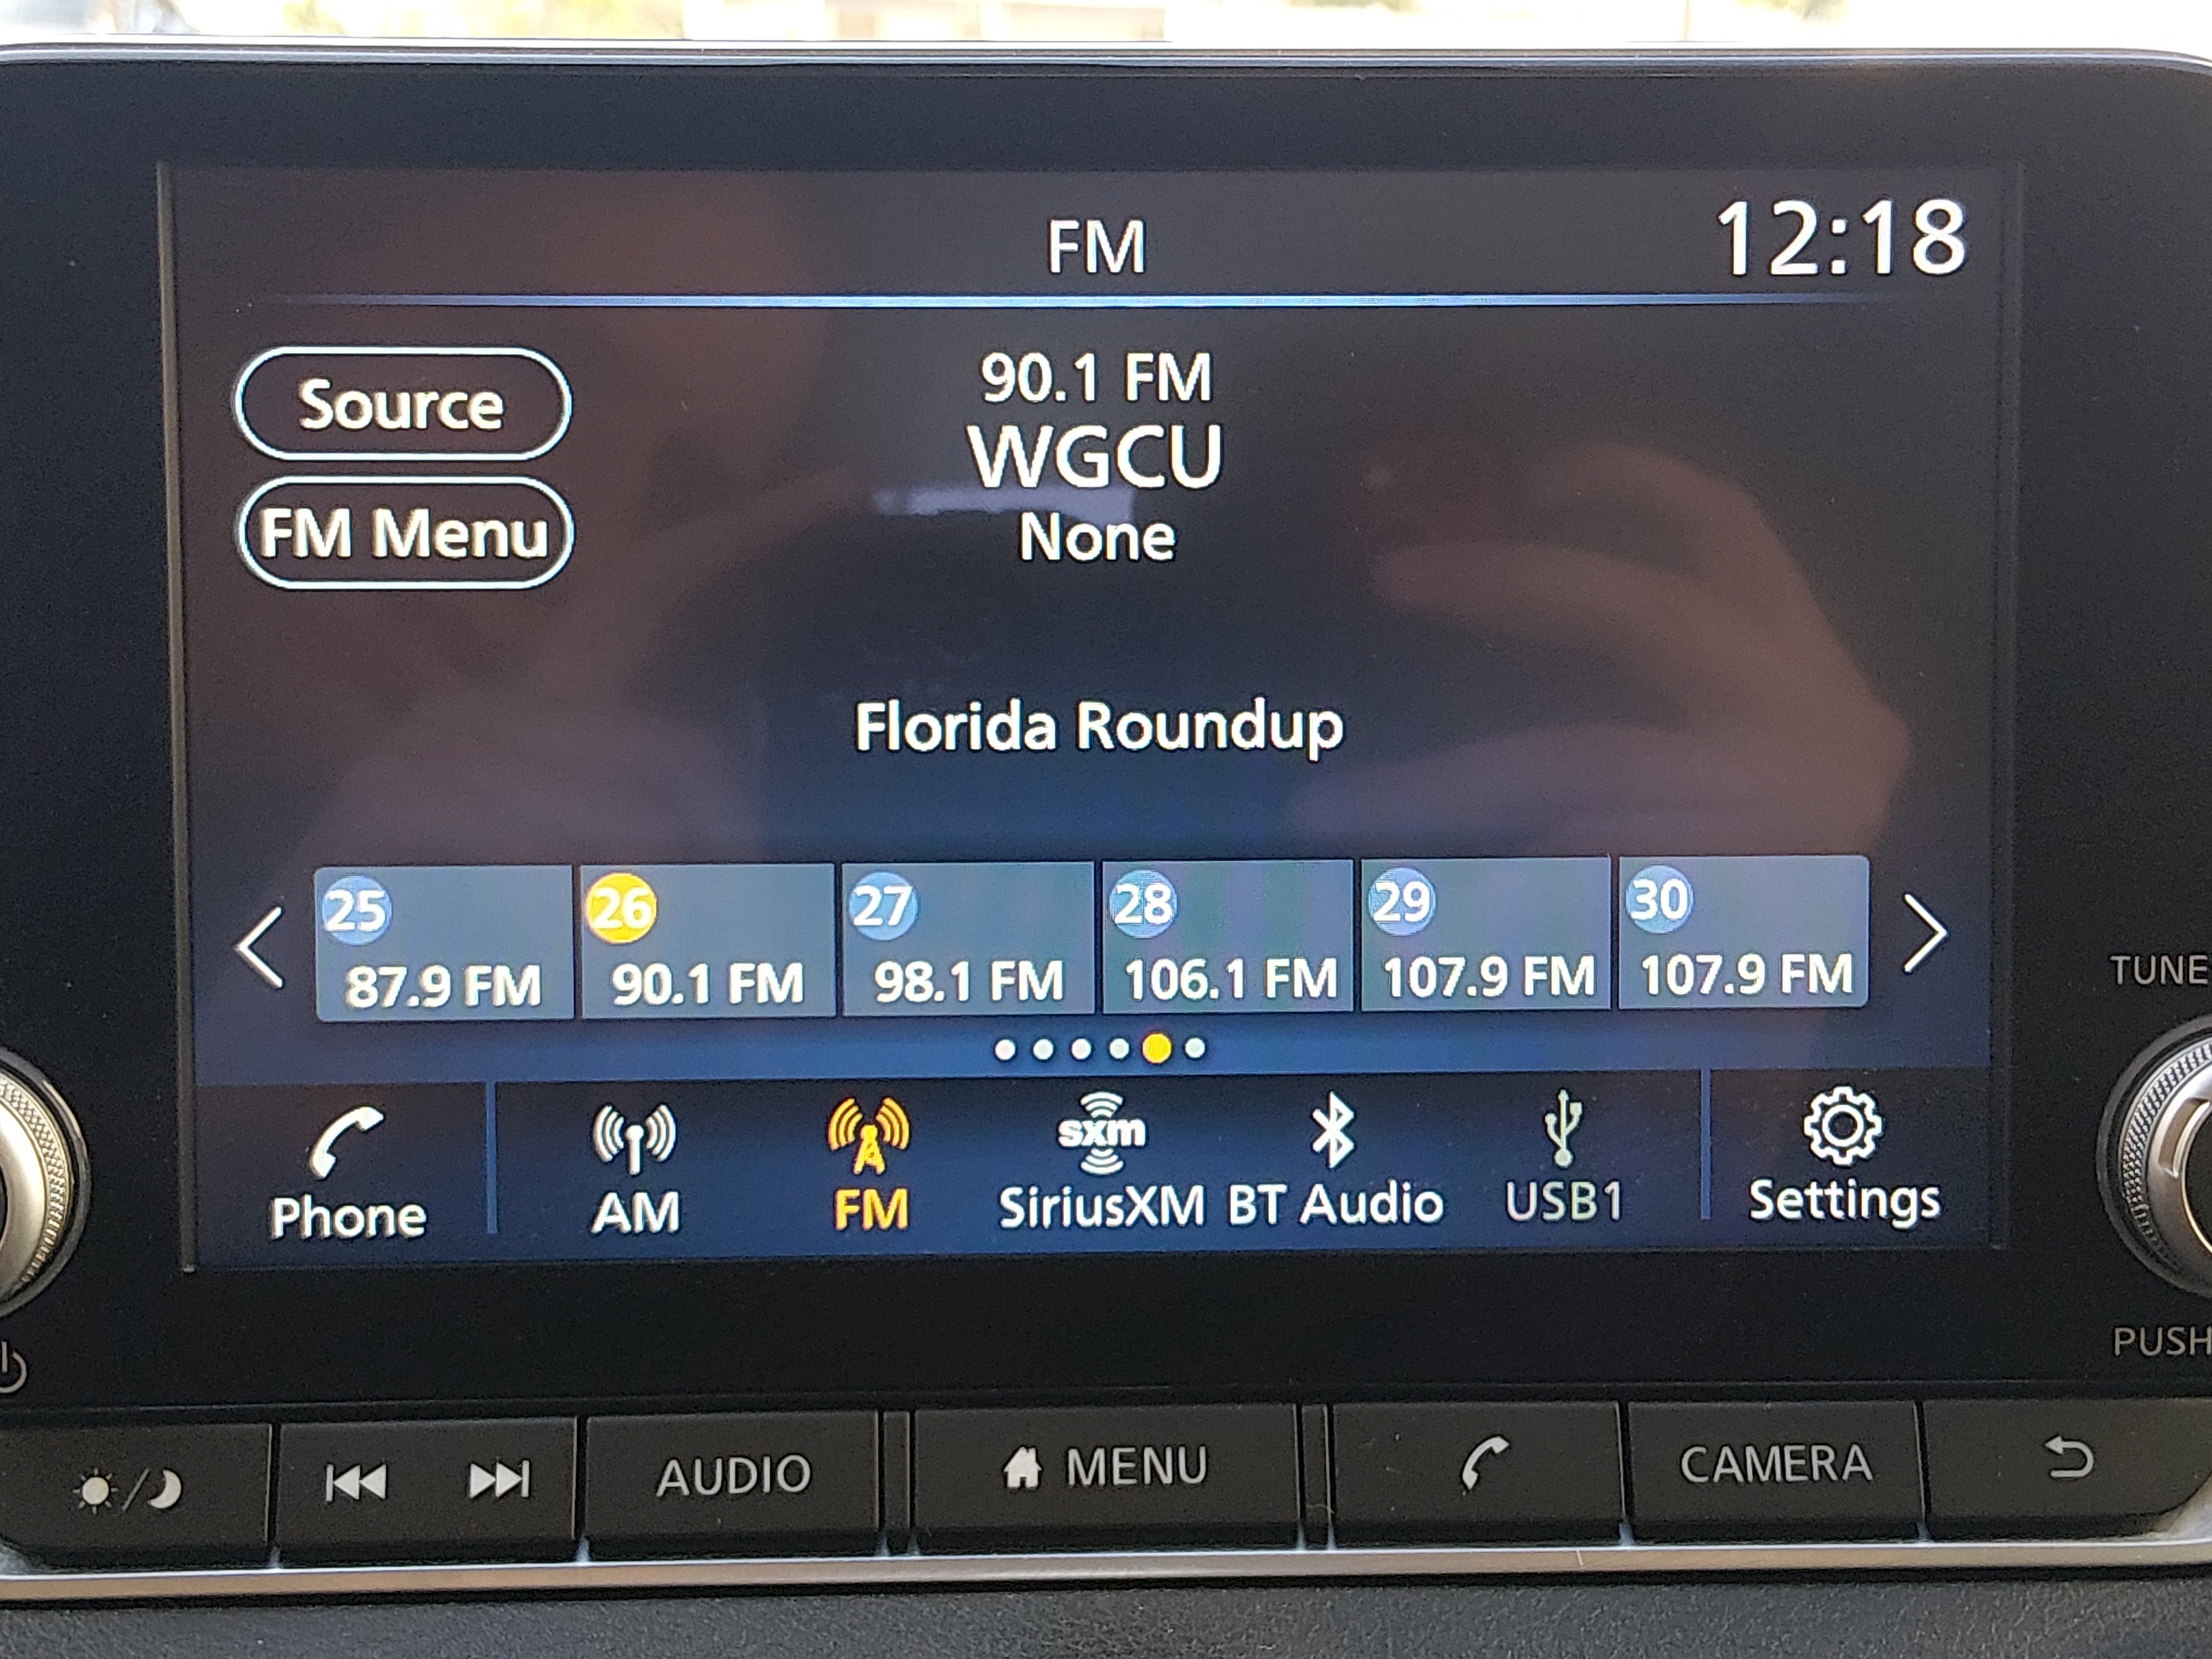 FM
12:18
Source
FM Menu
90.1 FM
WGCU
None
Florida Roundup
25
87.9 FM
26
90.1 FM
27
98.1 FM
28
106.1 FM
29
107.9 FM
30
107.9 FM
TUNE
Phone
AM
FM
sxm
SiriusXM
BT Audio
USB1
Settings
PUSH
AUDIO
MENU
CAMERA